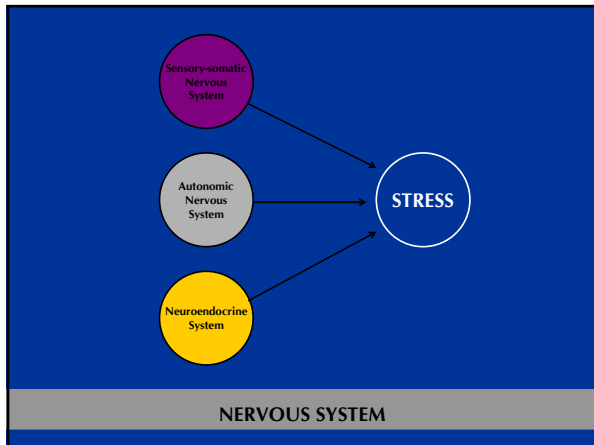 Sensory-somatic
Nervous
System
Autonomic
Nervous
System
STRESS
Neuroendocrine
System
NERVOUS SYSTEM